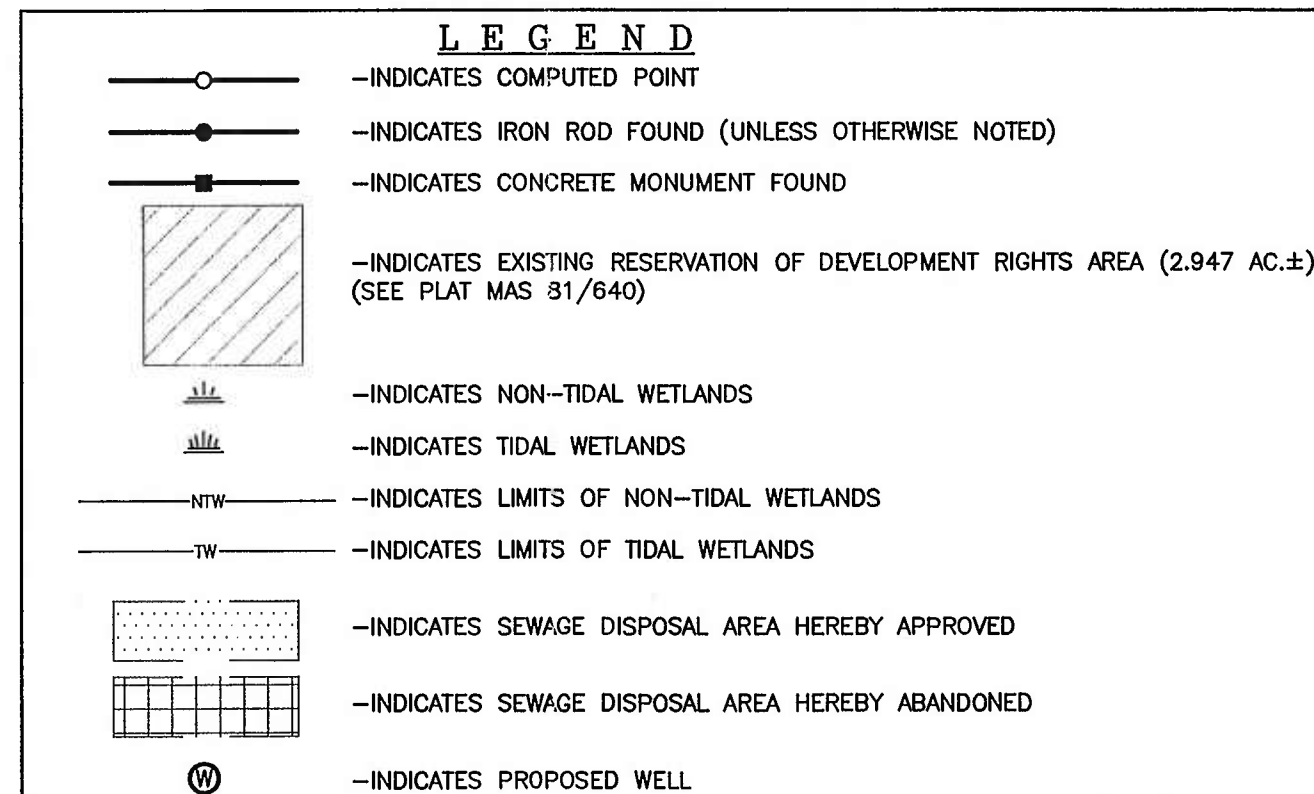 LEGEND
-INDICATES COMPUTED POINT
-INDICATES IRON ROD FOUND (UNLESS OTHERWISE NOTED)
-INDICATES CONCRETE MONUMENT FOUND
-INDICATES EXISTING RESERVATION OF DEVELOPMENT RIGHTS AREA (2.947 AC.±)
(SEE PLAT MAS 81/640)
-INDICATES NON-TIDAL WETLANDS
-INDICATES TIDAL WETLANDS
NTW -INDICATES LIMITS OF NON-TIDAL WETLANDS
TW -INDICATES LIMITS OF TIDAL WETLANDS
-INDICATES SEWAGE DISPOSAL AREA HEREBY APPROVED
-INDICATES SEWAGE DISPOSAL AREA HEREBY ABANDONED
W -INDICATES PROPOSED WELL